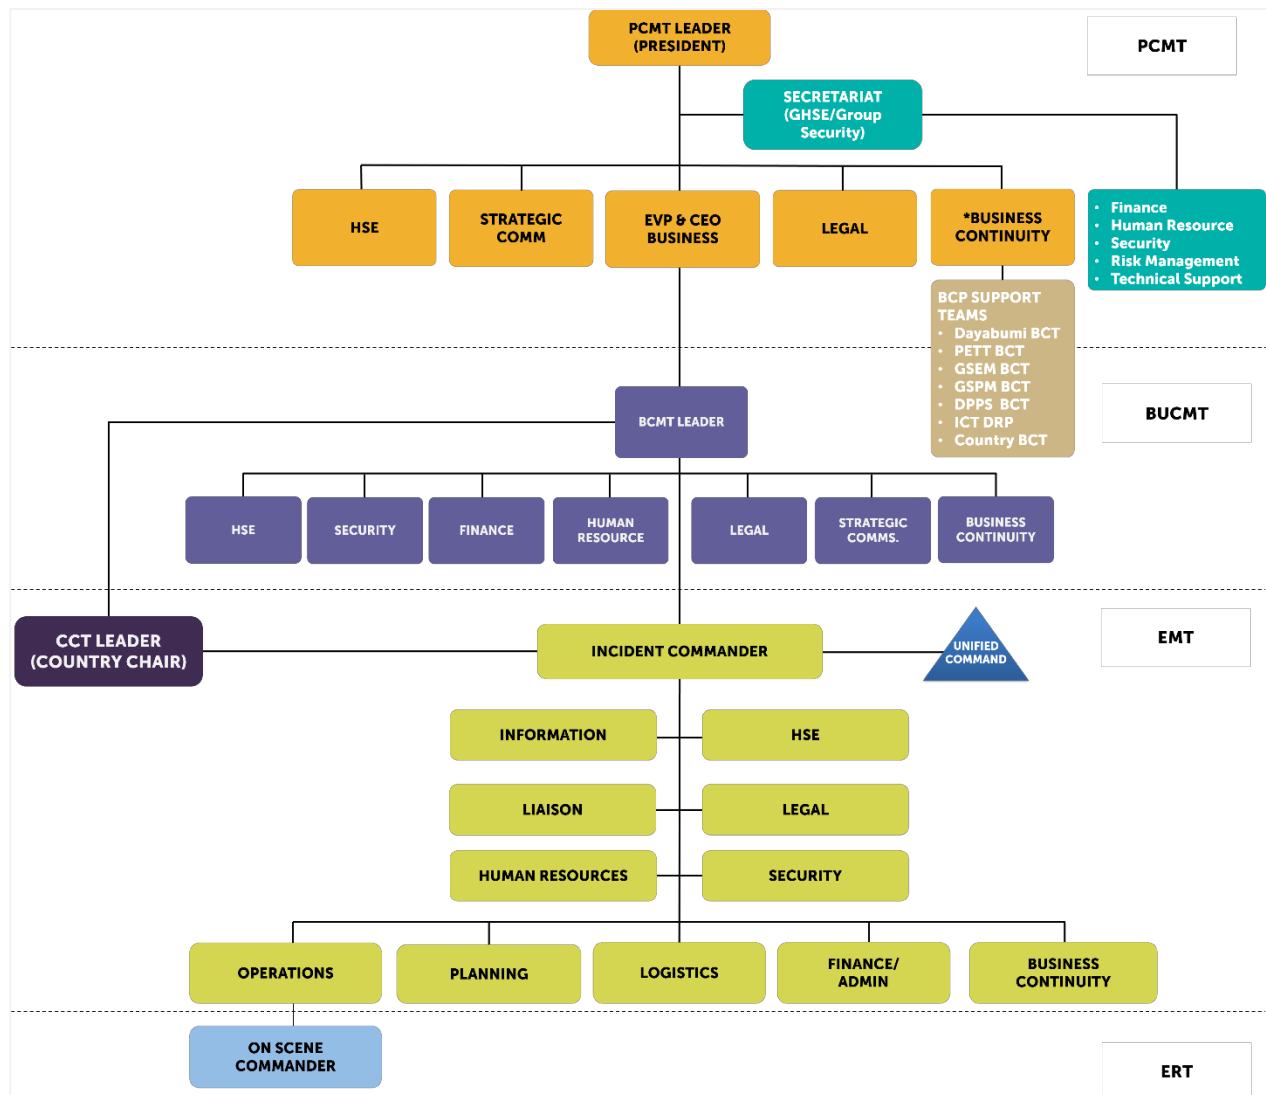 PCMT LEADER
(PRESIDENT)
PCMT
SECRETARIAT
(GHSE/Group
Security)
HSE
STRATEGIC
COMM
EVP & CEO
BUSINESS
LEGAL
*BUSINESS
CONTINUITY
• Finance
• Human Resource
• Security
• Risk Management
• Technical Support
BCP SUPPORT
TEAMS
• Dayabumi BCT
• PETT BCT
• GSEM BCT
• GSPM BCT
• DPPS BCT
• ICT DRP
• Country BCT
BUCMT
BCMT LEADER
HSE
SECURITY
FINANCE
HUMAN
RESOURCE
LEGAL
STRATEGIC
COMMS.
BUSINESS
CONTINUITY
CCT LEADER
(COUNTRY CHAIR)
INCIDENT COMMANDER
UNIFIED
COMMAND
EMT
INFORMATION
HSE
LIAISON
LEGAL
HUMAN RESOURCES
SECURITY
OPERATIONS
PLANNING
LOGISTICS
FINANCE/
ADMIN
BUSINESS
CONTINUITY
ON SCENE
COMMANDER
ERT